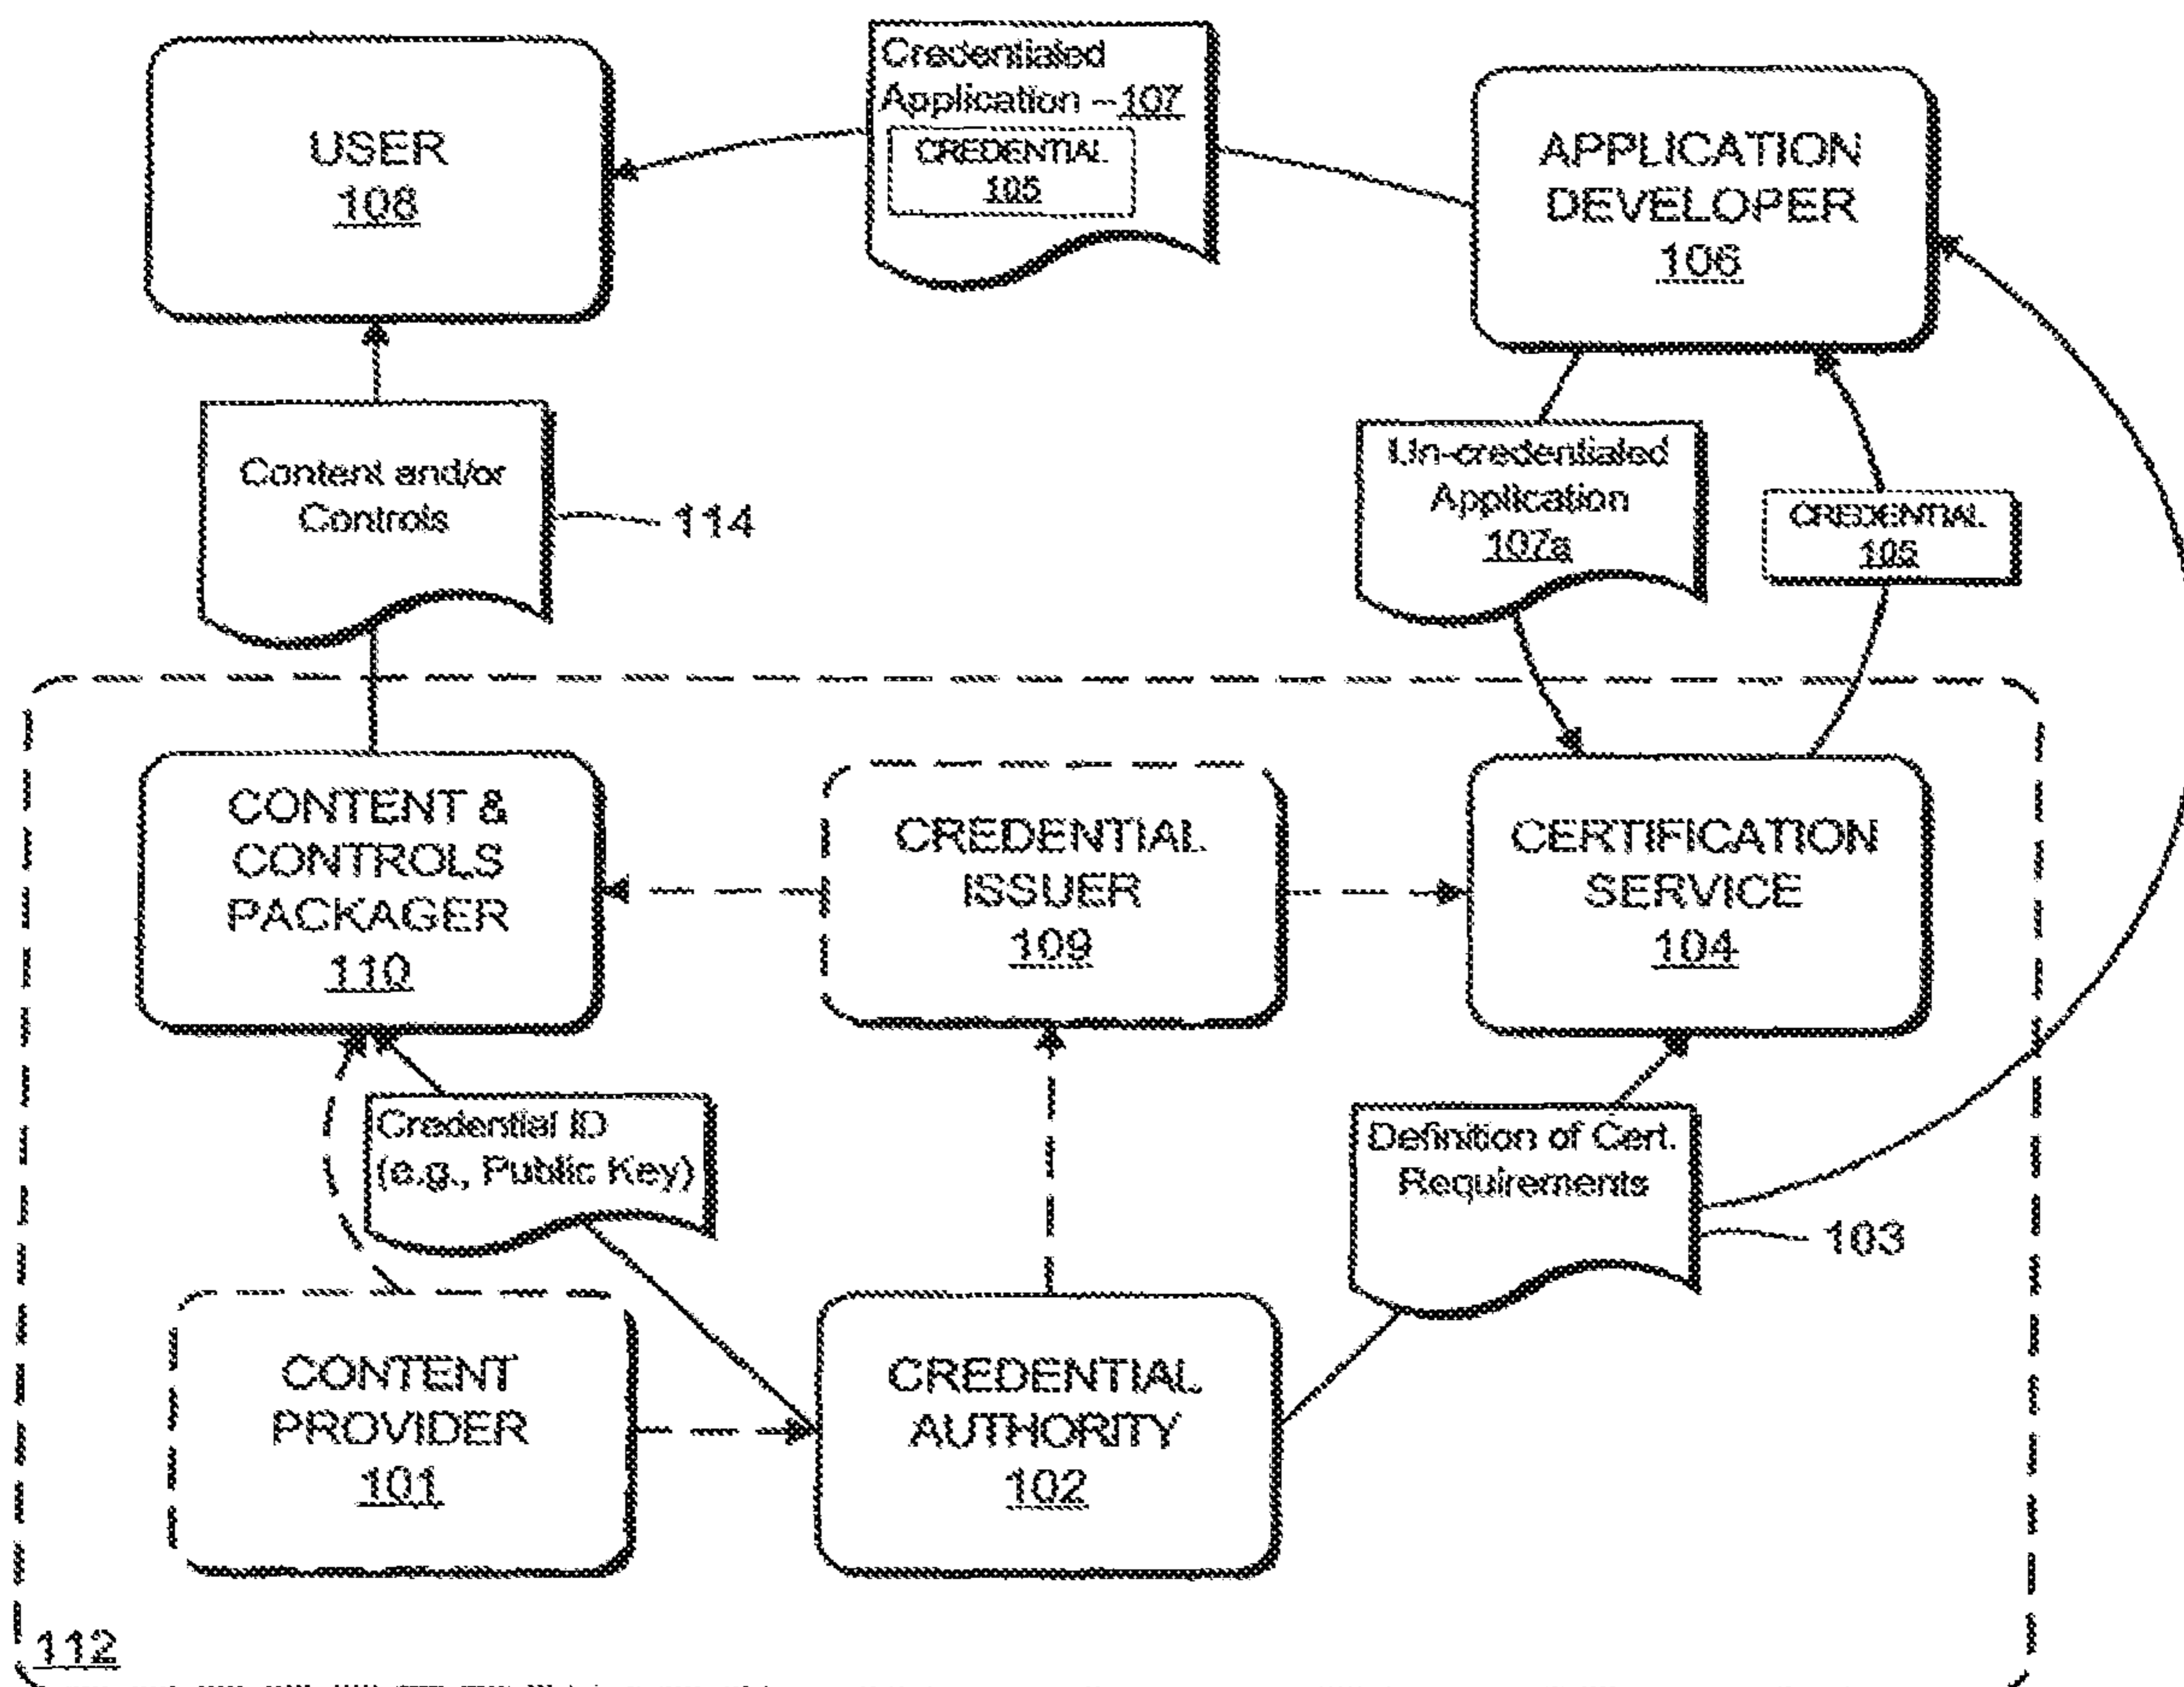 Credentialed
Application -- 107
CREDENTIAL
105
USER
108
APPLICATION
DEVELOPER
106
Content and/or
Controls
114
Un-credentialed
Application
107a
CREDENTIAL
105
CONTENT &
CONTROLS
PACKAGER
110
CREDENTIAL
ISSUER
109
CERTIFICATION
SERVICE
104
Credential ID
(e.g., Public Key)
Definition of Cert.
Requirements
103
CONTENT
PROVIDER
101
CREDENTIAL
AUTHORITY
102
112